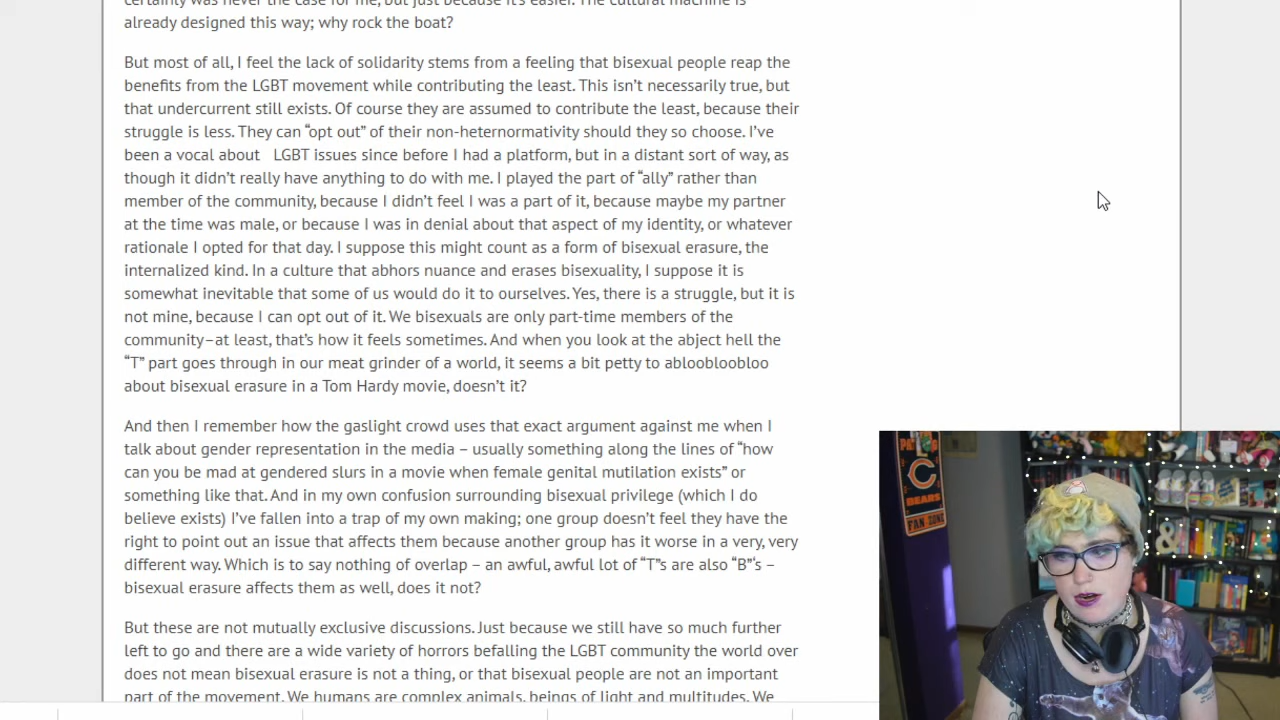 certainly was never the case for me, but just because it's easier. The cultural machine is
already designed this way; why rock the boat?
But most of all, I feel the lack of solidarity stems from a feeling that bisexual people reap the
benefits from the LGBT movement while contributing the least. This isn't necessarily true, but
that undercurrent still exists. Of course they are assumed to contribute the least, because their
struggle is less. They can “opt out” of their non-heternormativity should they so choose. I've
been a vocal about   LGBT issues since before I had a platform, but in a distant sort of way, as
though it didn't really have anything to do with me. I played the part of “ally” rather than
member of the community, because I didn't feel I was a part of it, because maybe my partner
at the time was male, or because I was in denial about that aspect of my identity, or whatever
rationale I opted for that day. I suppose this might count as a form of bisexual erasure, the
internalized kind. In a culture that abhors nuance and erases bisexuality, I suppose it is
somewhat inevitable that some of us would do it to ourselves. Yes, there is a struggle, but it is
not mine, because I can opt out of it. We bisexuals are only part-time members of the
community–at least, that's how it feels sometimes. And when you look at the abject hell the
“T” part goes through in our meat grinder of a world, it seems a bit petty to abloobloobloo
about bisexual erasure in a Tom Hardy movie, doesn't it?
And then I remember how the gaslight crowd uses that exact argument against me when I
talk about gender representation in the media – usually something along the lines of “how
can you be mad at gendered slurs in a movie when female genital mutilation exists” or
something like that. And in my own confusion surrounding bisexual privilege (which I do
believe exists) I've fallen into a trap of my own making; one group doesn't feel they have the
right to point out an issue that affects them because another group has it worse in a very, very
different way. Which is to say nothing of overlap – an awful, awful lot of “T”s are also “B”'s –
bisexual erasure affects them as well, does it not?
But these are not mutually exclusive discussions. Just because we still have so much further
left to go and there are a wide variety of horrors befalling the LGBT community the world over
does not mean bisexual erasure is not a thing, or that bisexual people are not an important
part of the movement. We humans are complex animals, beings of light and multitudes. We
BEARS
FAN ZONE